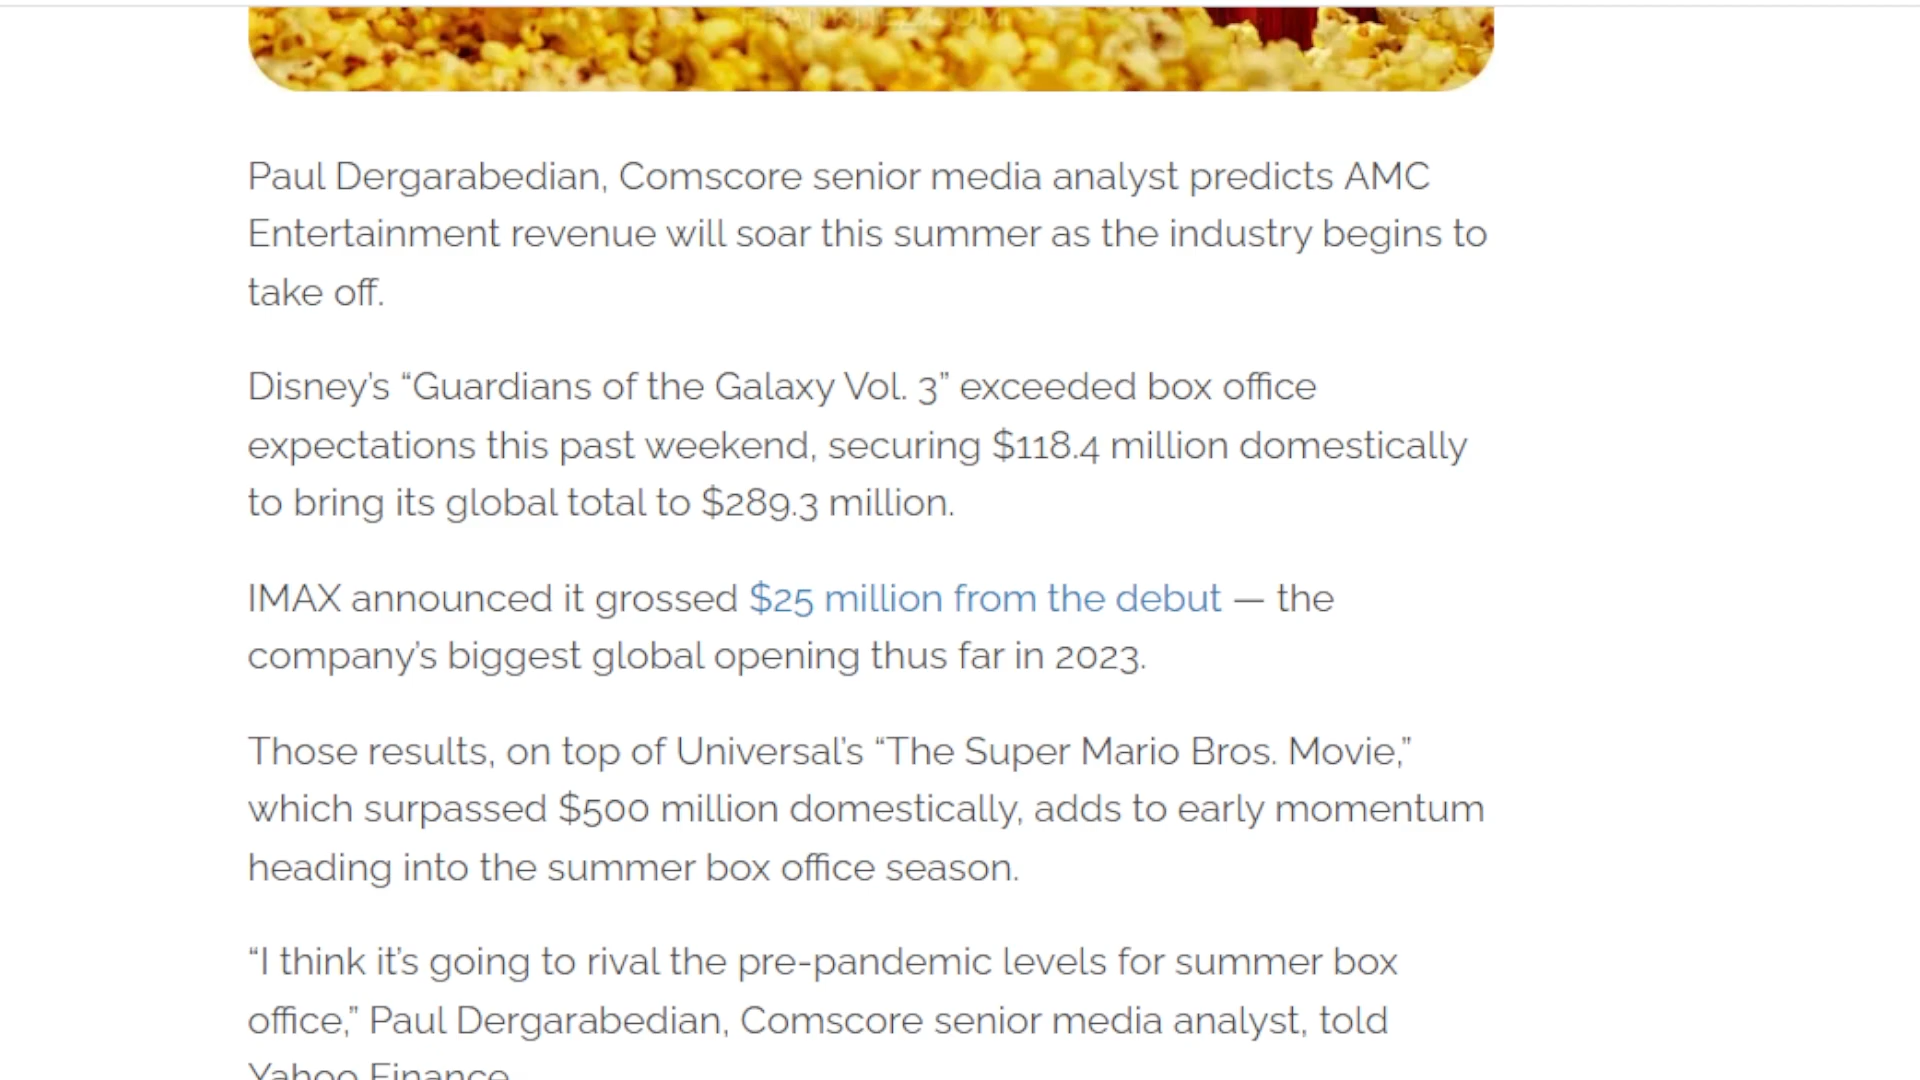 Paul Dergarabedian, Comscore senior media analyst predicts AMC
Entertainment revenue will soar this summer as the industry begins to
take off.
Disney’s “Guardians of the Galaxy Vol. 3” exceeded box office
expectations this past weekend, securing $118.4 million domestically
to bring its global total to $289.3 million.
IMAX announced it grossed $25 million from the debut — the
company’s biggest global opening thus far in 2023.
Those results, on top of Universal’s “The Super Mario Bros. Movie,”
which surpassed $500 million domestically, adds to early momentum
heading into the summer box office season.
“I think it’s going to rival the pre-pandemic levels for summer box
office,” Paul Dergarabedian, Comscore senior media analyst, told
Yahoo Finance